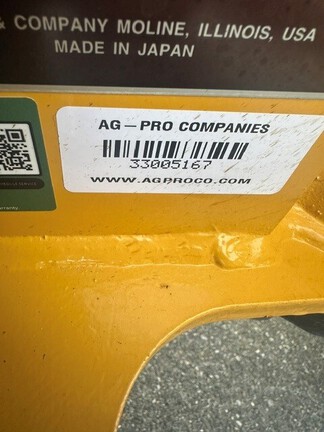 & COMPANY MOLINE, ILLINOIS, USA
MADE IN JAPAN
AG-PRO COMPANIES
33005167
WWW.AGPROCO.COM